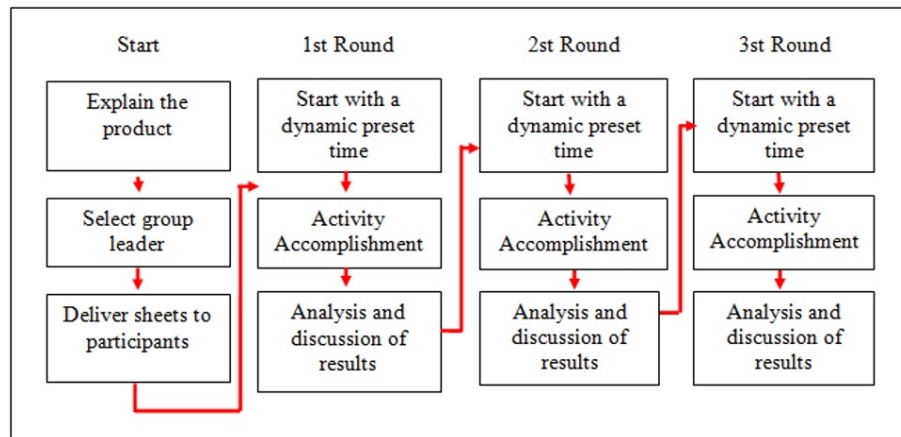 Start
Explain the
product
Select group
leader
Deliver sheets to
participants
1st Round
Start with a
dynamic preset
time
Activity
Accomplishment
Analysis and
discussion of
results
2st Round
Start with a
dynamic preset
time
Activity
Accomplishment
Analysis and
discussion of
results
3st Round
Start with a
dynamic preset
time
Activity
Accomplishment
Analysis and
discussion of
results